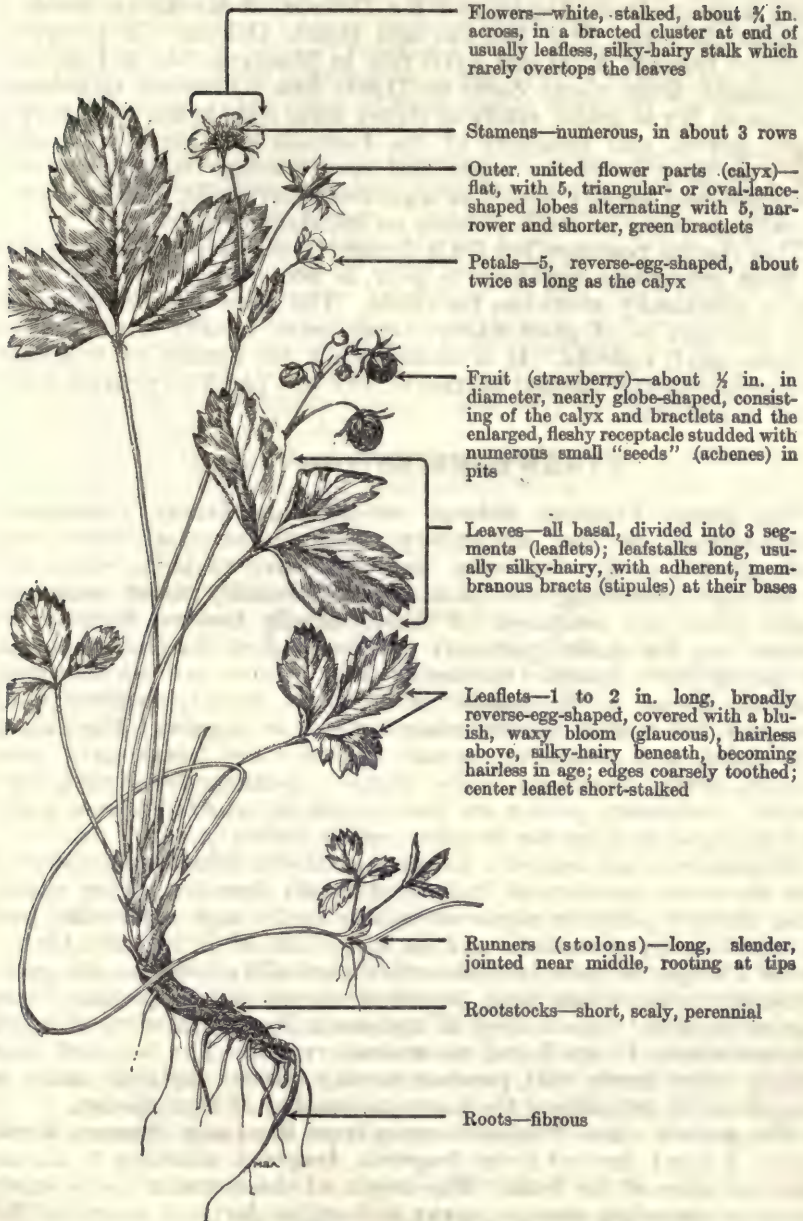 Flowers—white, stalked, about ¾ in.
across, in a bracted cluster at end of
usually leafless, silky-hairy stalk which
rarely overtops the leaves
Stamens—numerous, in about 3 rows
Outer, united flower parts (calyx)—
flat, with 5, triangular- or oval-lance-
shaped lobes alternating with 5, nar-
rower and shorter, green bractlets
Petals—5, reverse-egg-shaped, about
twice as long as the calyx
Fruit (strawberry)—about ½ in. in
diameter, nearly globe-shaped, consist-
ing of the calyx and bractlets and the
enlarged, fleshy receptacle studded with
numerous small "seeds" (achenes) in
pits
Leaves—all basal, divided into 3 seg-
ments (leaflets); leafstalks long, usu-
ally silky-hairy, with adherent, mem-
branous bracts (stipules) at their bases
Leaflets—1 to 2 in. long, broadly
reverse-egg-shaped, covered with a blu-
ish, waxy bloom (glaucous), hairless
above, silky-hairy beneath, becoming
hairless in age; edges coarsely toothed;
center leaflet short-stalked
Runners (stolons)—long, slender,
jointed near middle, rooting at tips
Rootstocks—short, scaly, perennial
Roots—fibrous